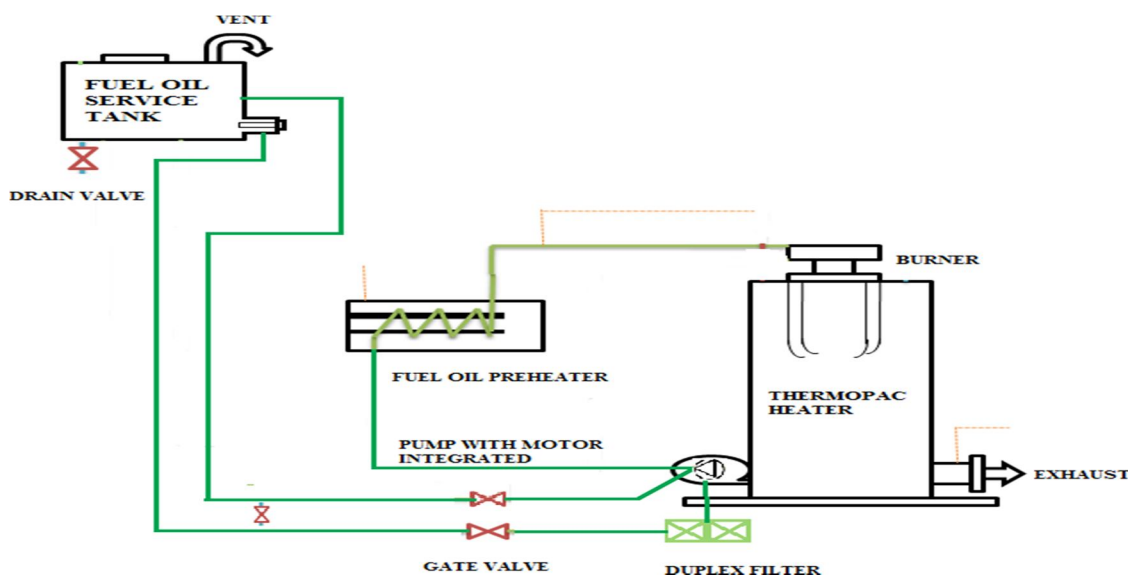 VENT
FUEL OIL
SERVICE
TANK
DRAIN VALVE
BURNER
FUEL OIL PREHEATER
THERMOPAC
HEATER
PUMP WITH MOTOR
INTEGRATED
EXHAUST
GATE VALVE
DUPLEX FILTER